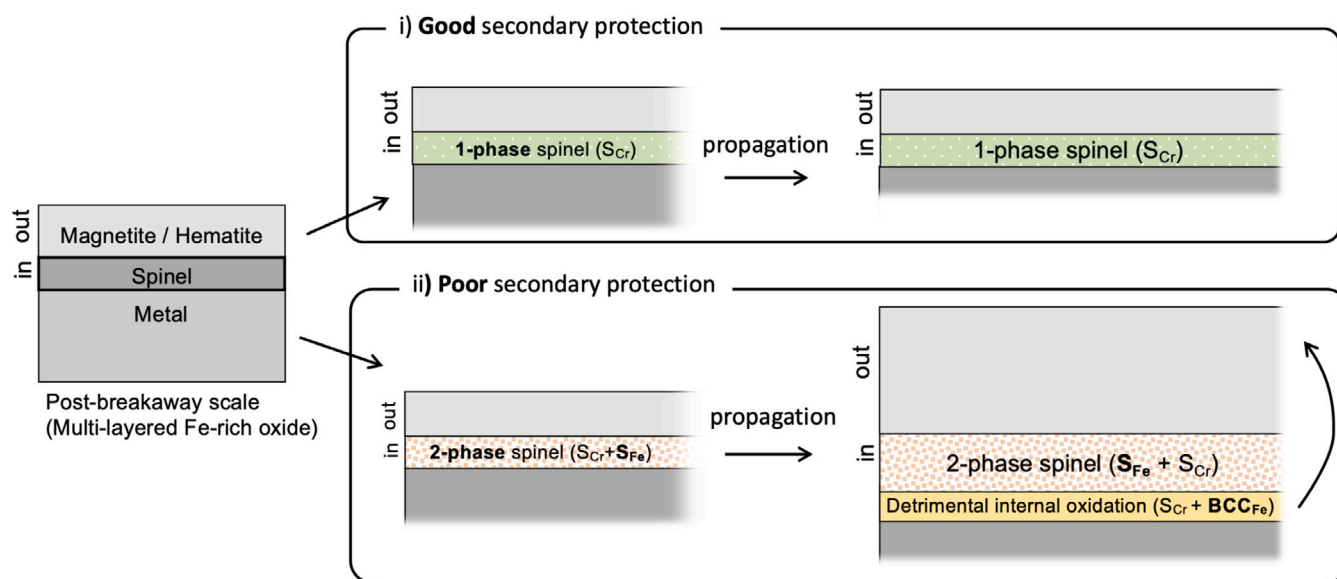 i) Good secondary protection
out
in
1-phase spinel (SCr)
propagation
out
in
1-phase spinel (SCr)
out
in
Magnetite / Hematite
Spinel
Metal
Post-breakaway scale
(Multi-layered Fe-rich oxide)
ii) Poor secondary protection
out
in
2-phase spinel (SCr+SFe)
propagation
out
in
2-phase spinel (SFe + SCr)
Detrimental internal oxidation (SCr + BCCFe)